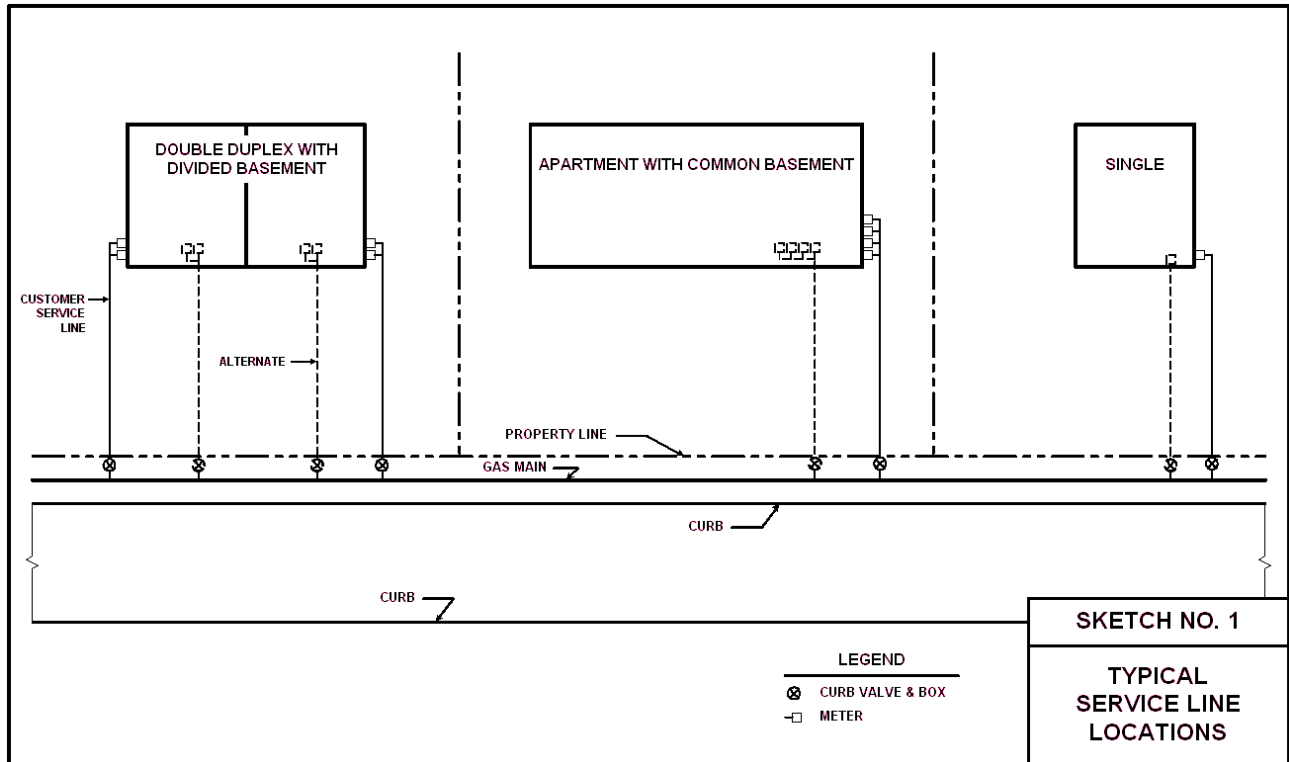 DOUBLE DUPLEX WITH
DIVIDED BASEMENT
APARTMENT WITH COMMON BASEMENT
SINGLE
CUSTOMER
SERVICE
LINE
ALTERNATE
PROPERTY LINE
GAS MAIN
CURB
CURB
LEGEND
CURB VALVE & BOX
METER
SKETCH NO. 1
TYPICAL
SERVICE LINE
LOCATIONS